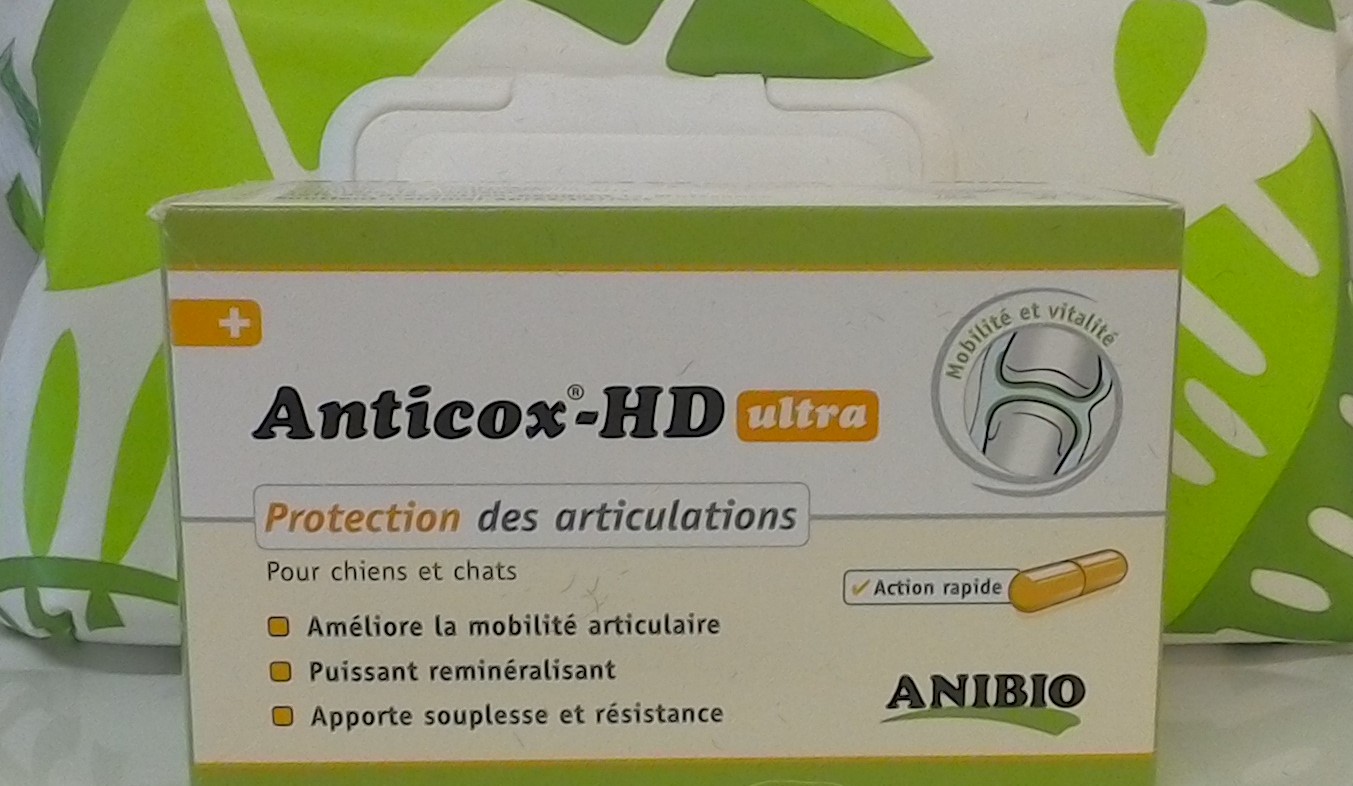 Mobilité et vitalité
Anticox®-HD ultra
Protection des articulations
Pour chiens et chats
Améliore la mobilité articulaire
Puissant reminéralisant
Apporte souplesse et résistance
✓ Action rapide
ANIBIO